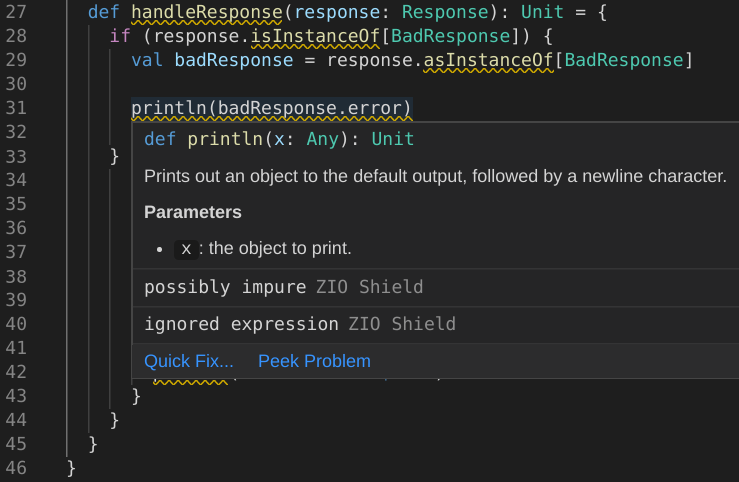 27 def handleResponse(response: Response): Unit = {
28 if (response.isInstanceOf[BadResponse]) {
29 val badResponse = response.asInstanceOf[BadResponse]
30
31 println(badResponse.error)
32
def println(x: Any): Unit
33 }
34
Prints out an object to the default output, followed by a newline character.
35
36
Parameters
37
• x: the object to print.
38
possibly impure ZIO Shield
39
40
ignored expression ZIO Shield
41
Quick Fix... Peek Problem
42
43 }
44 }
45 }
46 }